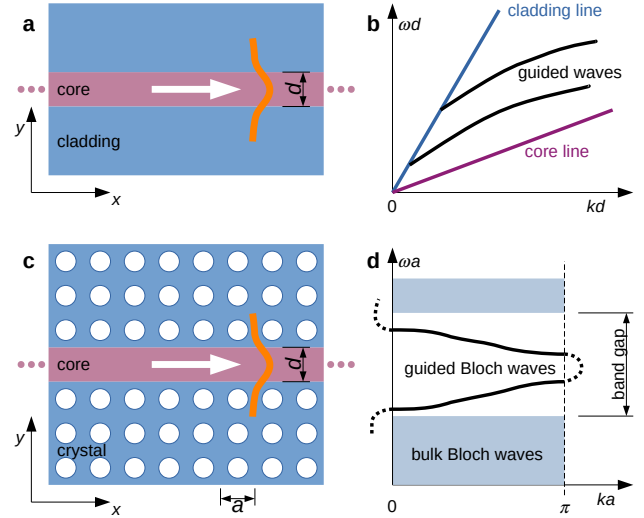 a
core
cladding
d
y
x
b
ωd
cladding line
guided waves
core line
0
kd
c
core
crystal
d
y
x
a
d
ωa
guided Bloch waves
bulk Bloch waves
band gap
0
π
ka